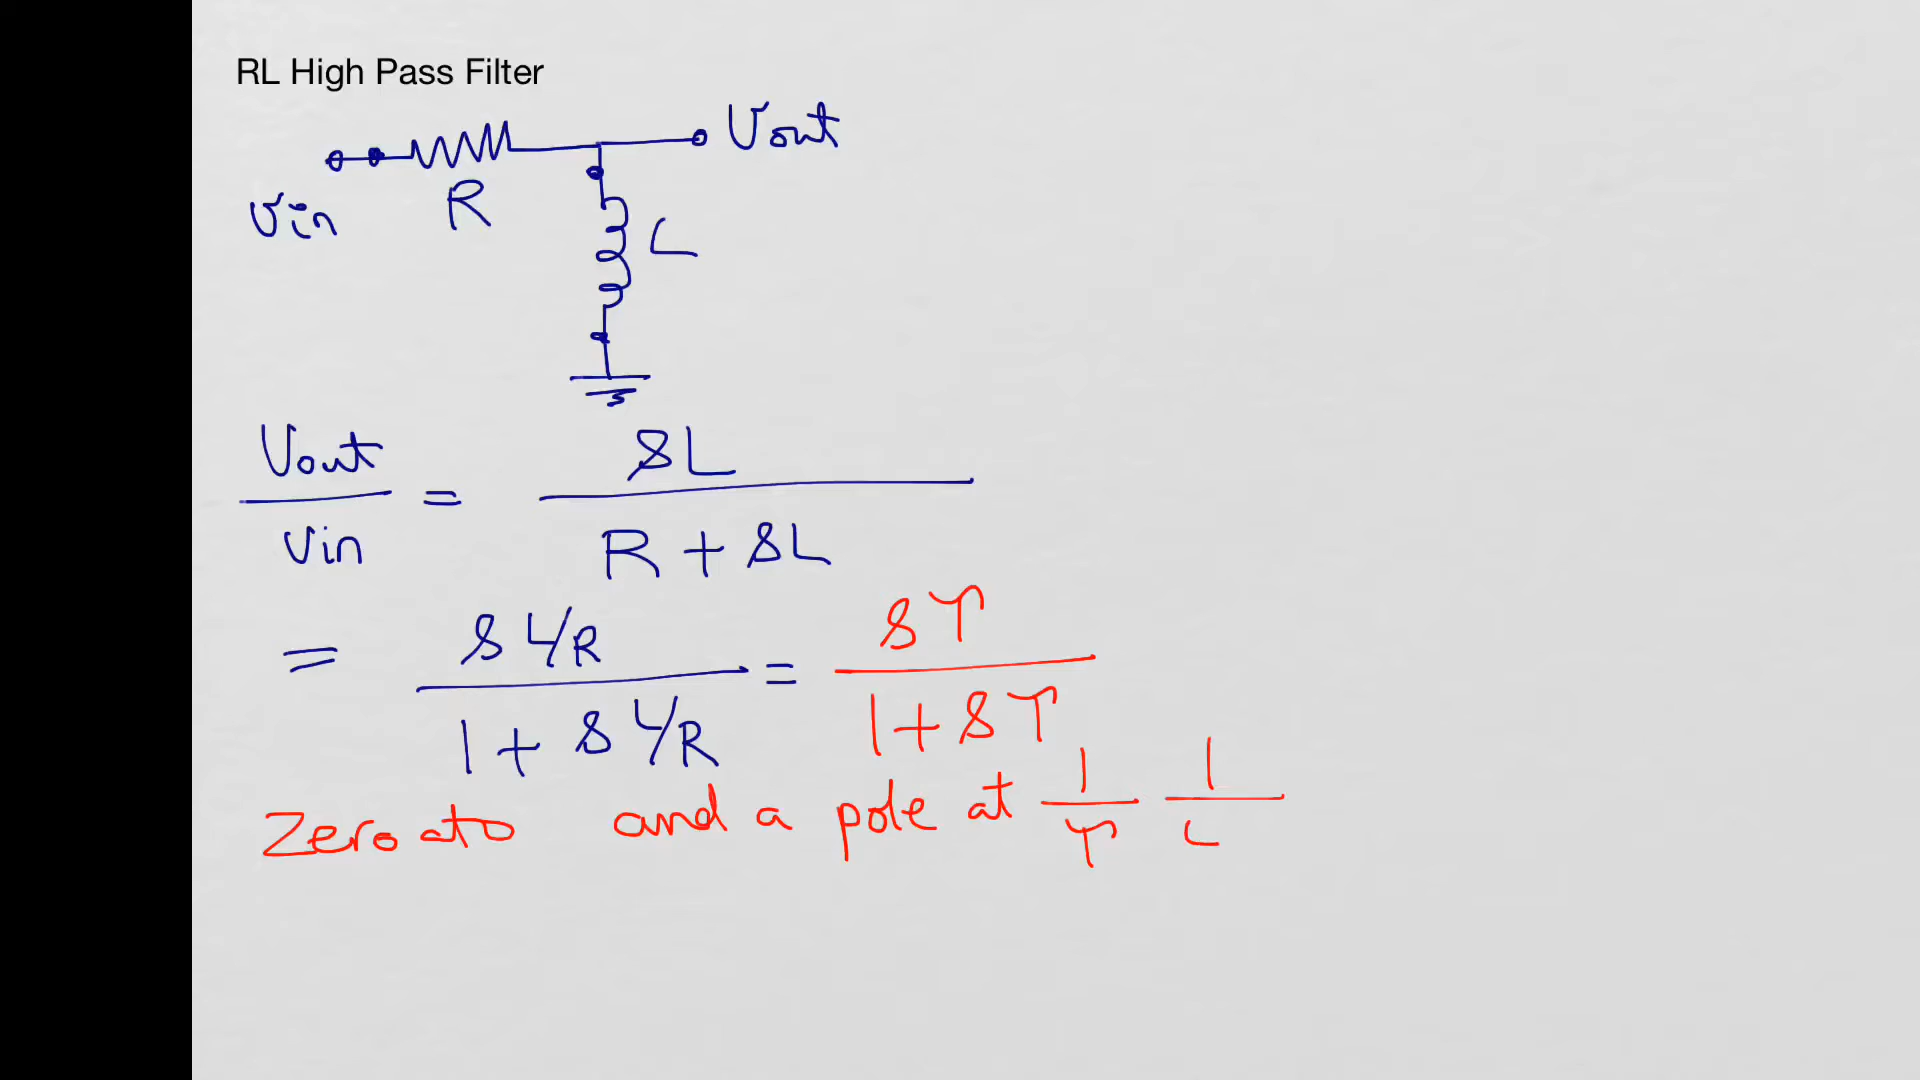 RL High Pass Filter
Vout
Vin
R
L
Vout / Vin = SL / R + SL
= S L/R / 1 + S L/R = Sτ / 1 + Sτ
Zero at 0 and a pole at 1/τ 1/L